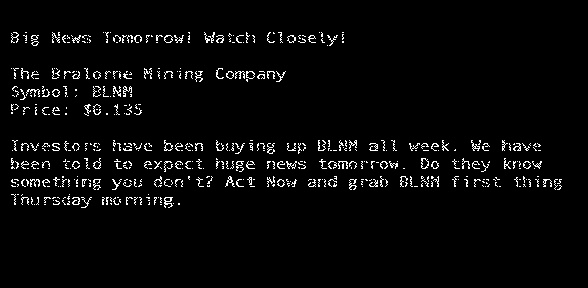 Big News Tomorrow! Watch Closely!
The Bralorne Mining Company
Symbol: BLNM
Price: $0.135
Investors have been buying up BLNM all week. We have
been told to expect huge news tomorrow. Do they know
something you don't? Act Now and grab BLNM first thing
Thursday morning.